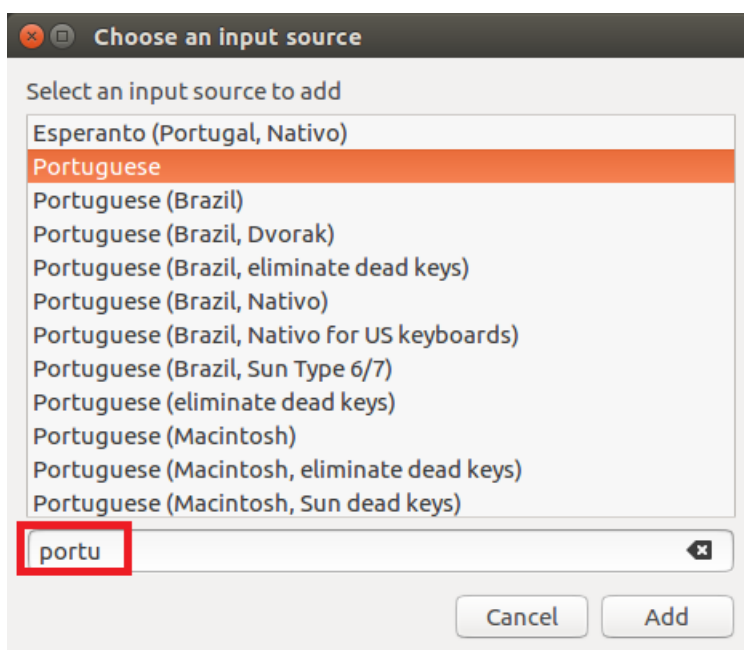 Choose an input source
Select an input source to add
Esperanto (Portugal, Nativo)
Portuguese
Portuguese (Brazil)
Portuguese (Brazil, Dvorak)
Portuguese (Brazil, eliminate dead keys)
Portuguese (Brazil, Nativo)
Portuguese (Brazil, Nativo for US keyboards)
Portuguese (Brazil, Sun Type 6/7)
Portuguese (eliminate dead keys)
Portuguese (Macintosh)
Portuguese (Macintosh, eliminate dead keys)
Portuguese (Macintosh, Sun dead keys)
portu
Cancel Add